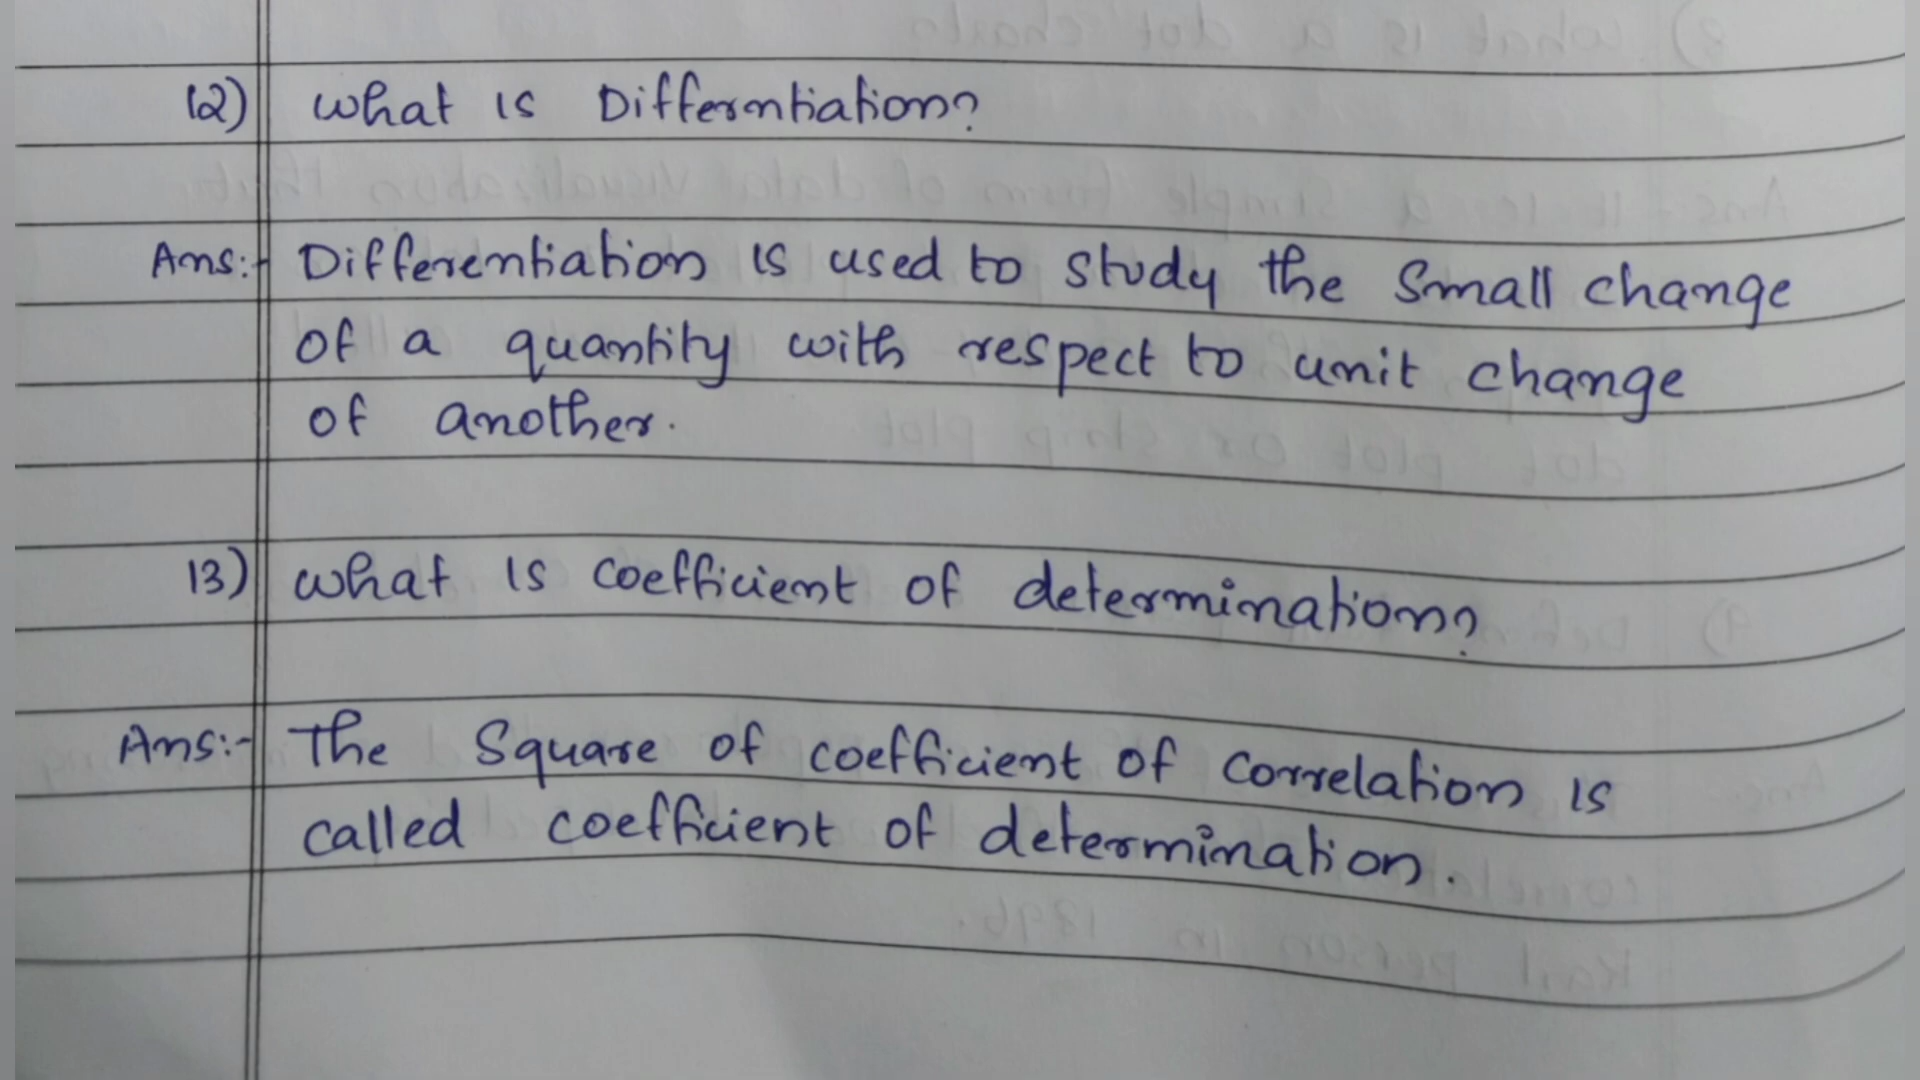 12) What is Differntiation?
Ans:- Differentiation is used to study the small change
of a quantity with respect to unit change
of another.
13) What is coefficient of determination?
Ans:- The Square of coefficient of correlation is
called coefficient of determination.